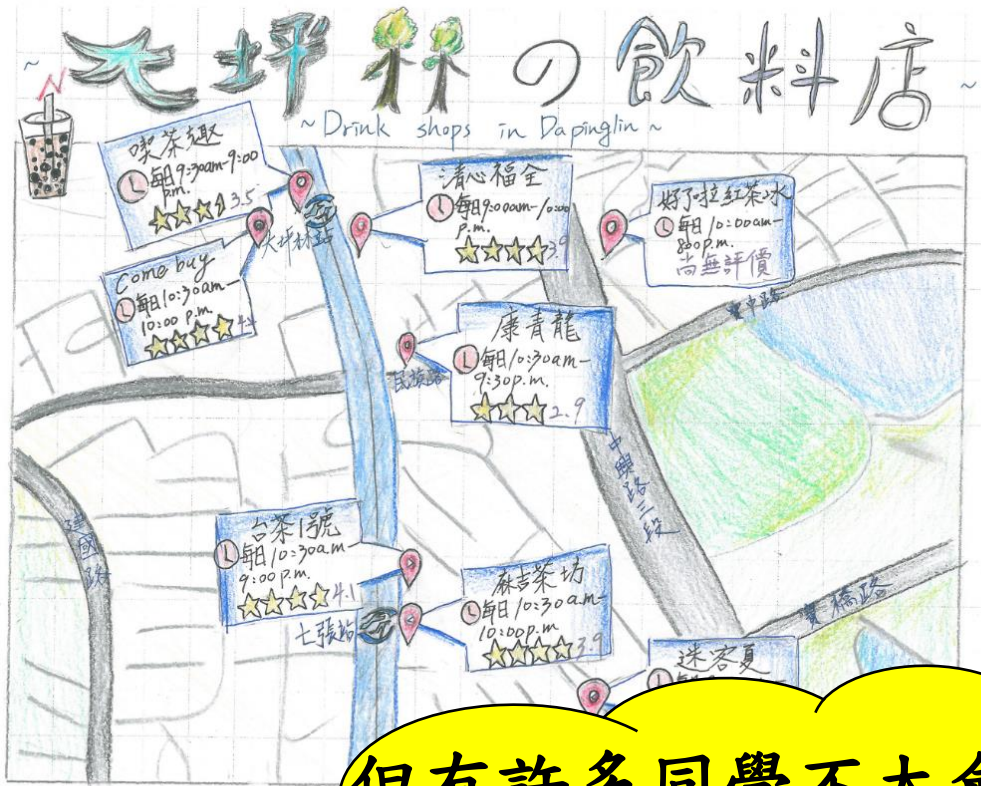 大坪林の飲料店
~ Drink shops in Dapinglin ~
喫茶趣
每日9:30am-9:00
p.m.
3.5
清心福全
每日9:00am-10:00
p.m.
3.9
好了啦紅茶冰
每日10:00am-
8:00p.m.
尚無評價
大坪林站
Come buy
每日10:30am-
10:00 p.m.
寶中路
康青龍
每日10:30am-
9:30p.m.
2.9
民族路
中興路三段
建國路
台茶1號
每日10:30am-
9:00p.m.
4.1
麻吉茶坊
每日10:30am-
10:00p.m
3.9
七張站
寶橋路
迷客夏
但有許多同學不太會